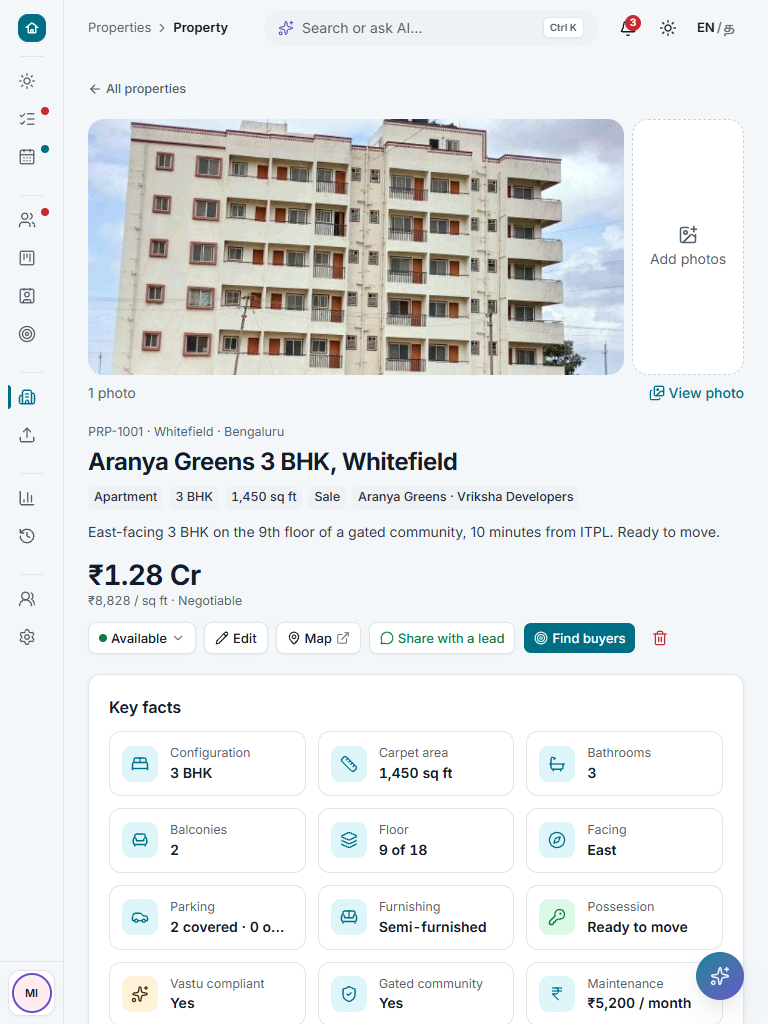 Properties > Property
Search or ask AI...
Ctrl K
3
EN / த
← All properties
Add photos
1 photo
View photo
PRP-1001 · Whitefield · Bengaluru
Aranya Greens 3 BHK, Whitefield
Apartment
3 BHK
1,450 sq ft
Sale
Aranya Greens · Vriksha Developers
East-facing 3 BHK on the 9th floor of a gated community, 10 minutes from ITPL. Ready to move.
₹1.28 Cr
₹8,828 / sq ft · Negotiable
Available
Edit
Map
Share with a lead
Find buyers
Key facts
Configuration
3 BHK
Carpet area
1,450 sq ft
Bathrooms
3
Balconies
2
Floor
9 of 18
Facing
East
Parking
2 covered · 0 o...
Furnishing
Semi-furnished
Possession
Ready to move
Vastu compliant
Yes
Gated community
Yes
Maintenance
₹5,200 / month
MI